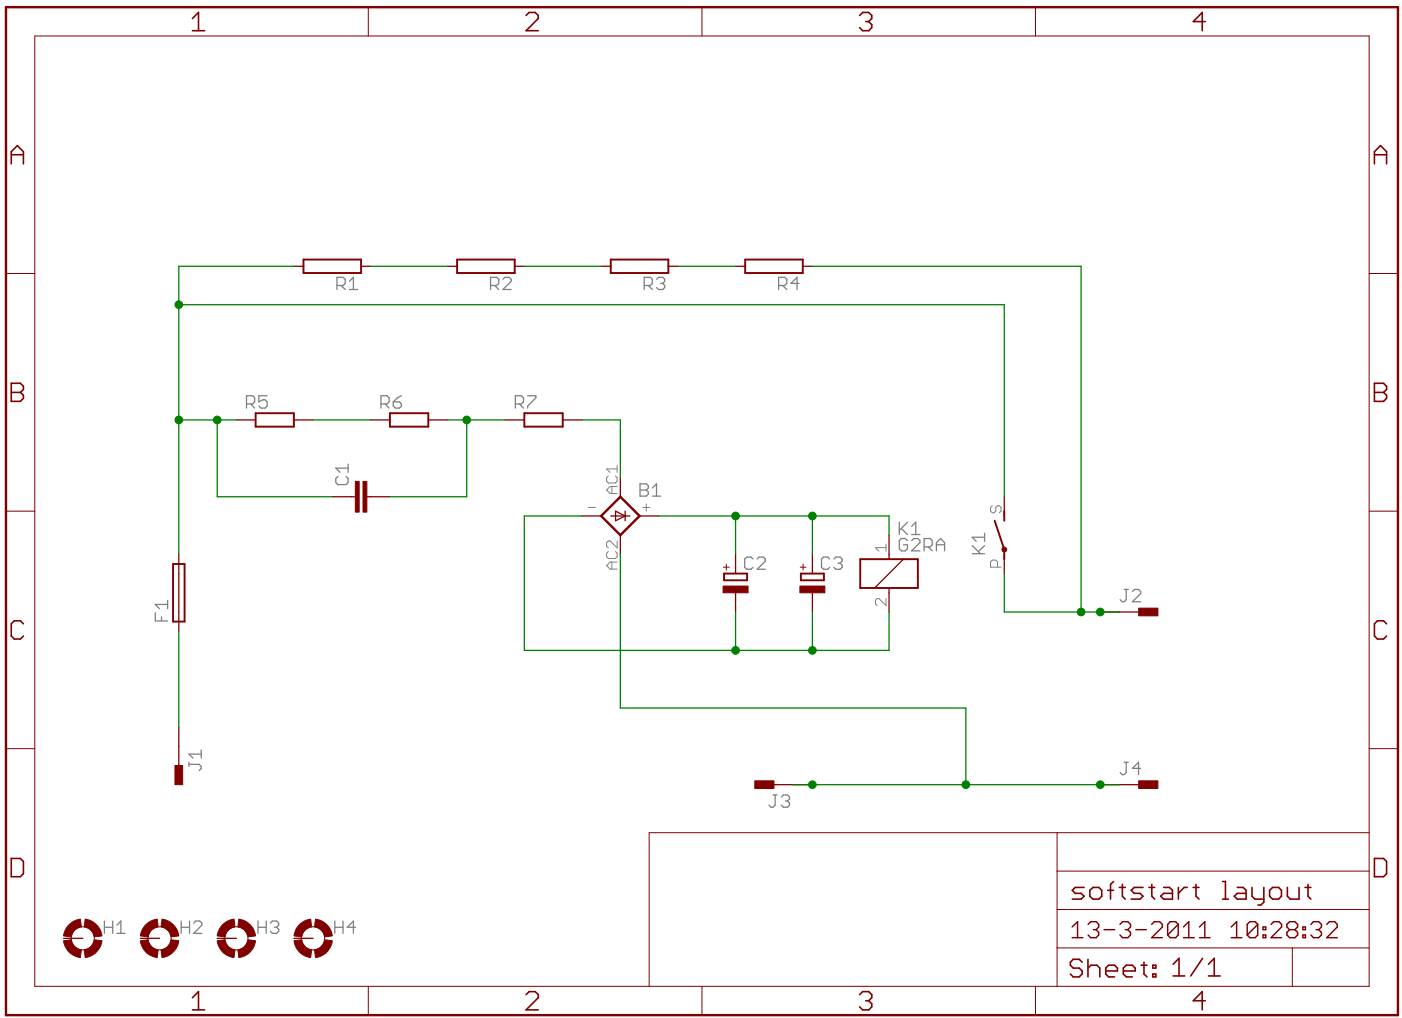 1 2 3 4
A A
R1 R2 R3 R4
B B
R5 R6 R7
C1
AC1
B1
- +
AC2
C2
+
C3
+
K1
G2RA
1
2
K1
S
P
J2
C C
F1
J1
J3
J4
D D
softstart layout
13-3-2011 10:28:32
Sheet: 1/1
H1 H2 H3 H4
1 2 3 4